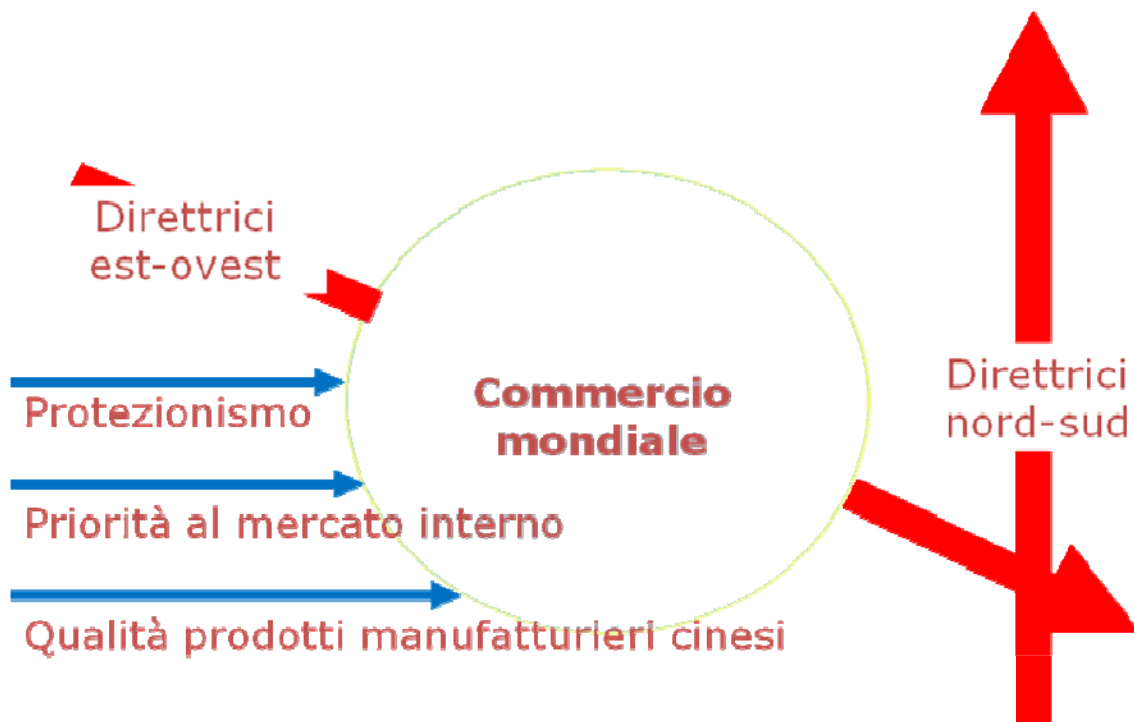 Direttrici
est-ovest
Protezionismo
Commercio
mondiale
Direttrici
nord-sud
Priorità al mercato interno
Qualità prodotti manufatturieri cinesi